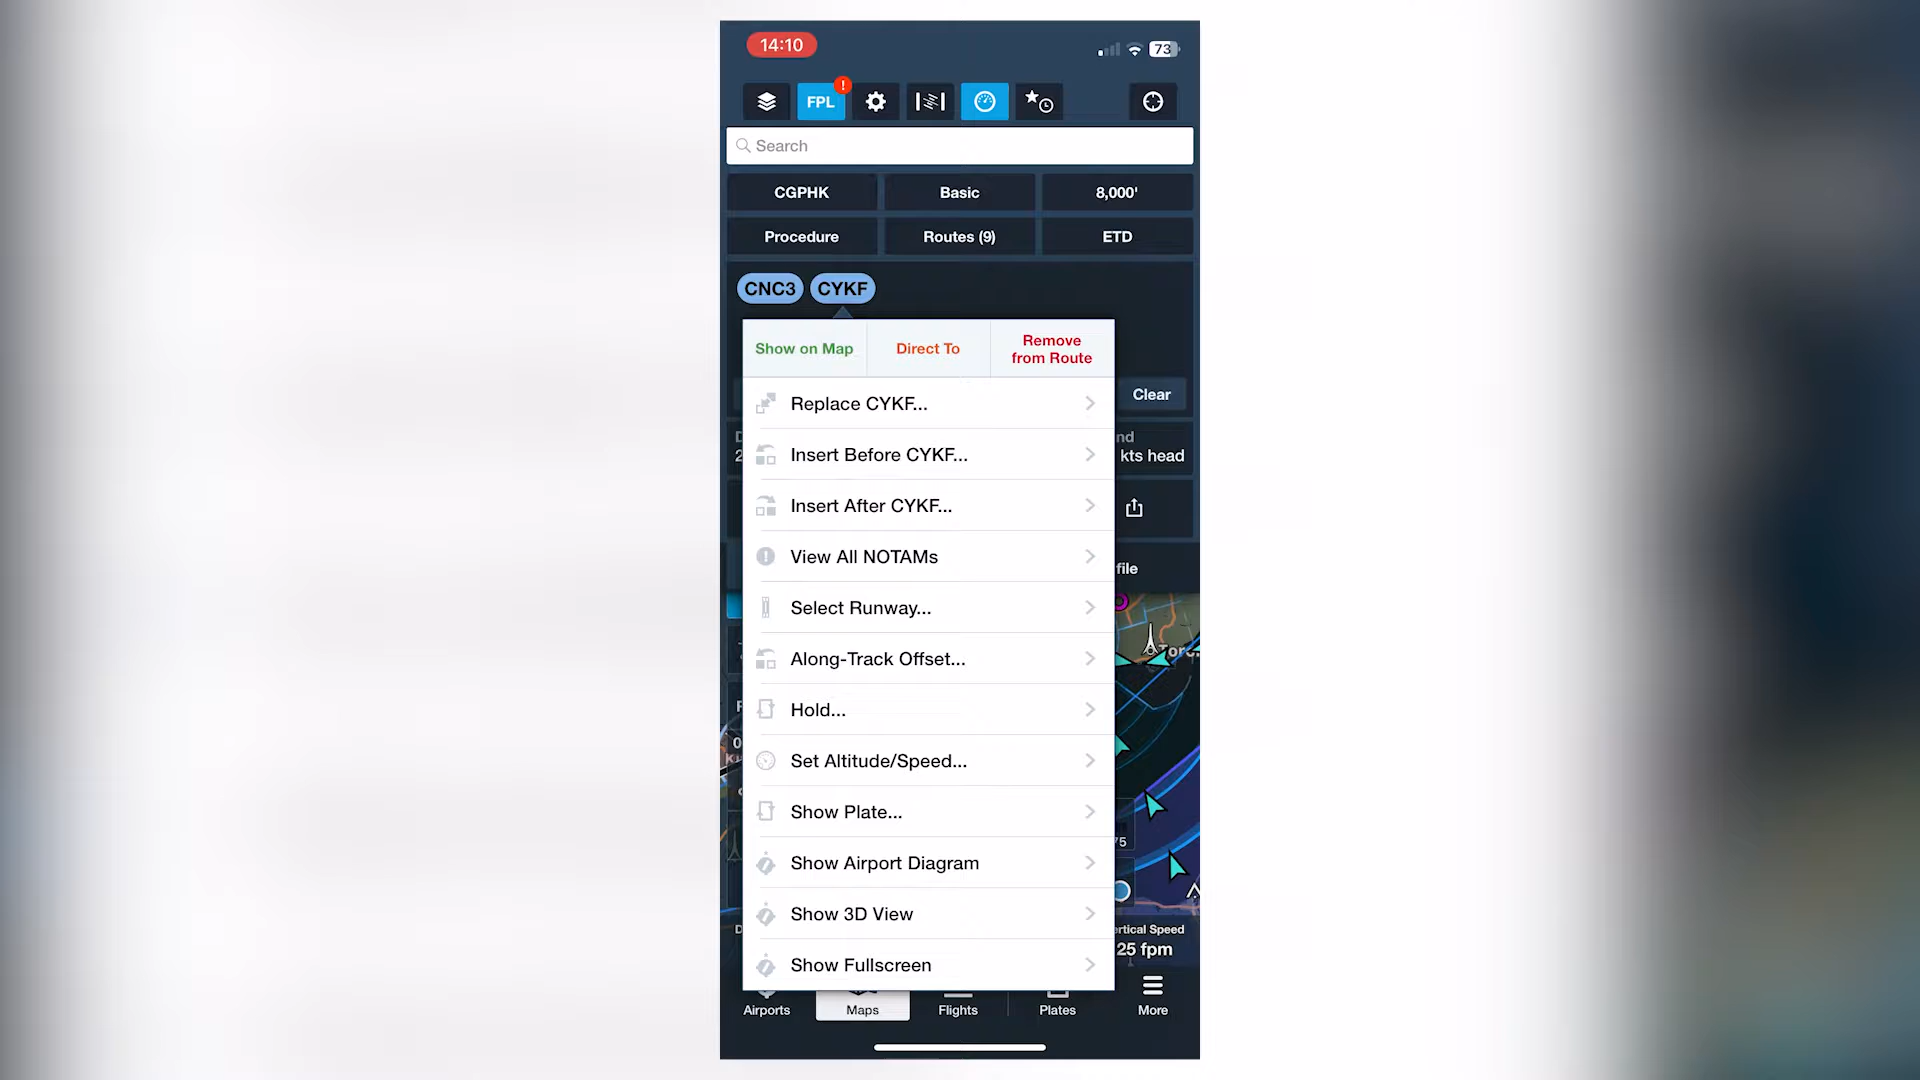 14:10
73
FPL
!
Search
CGPHK
Basic
8,000'
Procedure
Routes (9)
ETD
CNC3
CYKF
Show on Map
Direct To
Remove
from Route
Clear
Replace CYKF...
Insert Before CYKF...
kts head
Insert After CYKF...
View All NOTAMs
Select Runway...
Along-Track Offset...
Hold...
Set Altitude/Speed...
Show Plate...
Show Airport Diagram
Show 3D View
Show Fullscreen
25 fpm
Airports
Maps
Flights
Plates
More